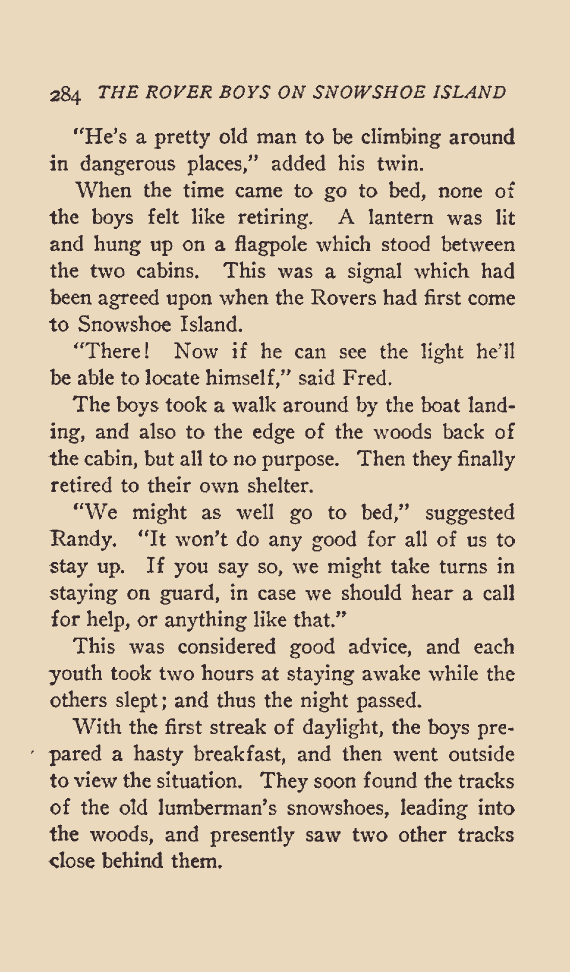 284 THE ROVER BOYS ON SNOWSHOE ISLAND
"He's a pretty old man to be climbing around
in dangerous places," added his twin.
When the time came to go to bed, none of
the boys felt like retiring. A lantern was lit
and hung up on a flagpole which stood between
the two cabins. This was a signal which had
been agreed upon when the Rovers had first come
to Snowshoe Island.
"There! Now if he can see the light he'll
be able to locate himself," said Fred.
The boys took a walk around by the boat land-
ing, and also to the edge of the woods back of
the cabin, but all to no purpose. Then they finally
retired to their own shelter.
"We might as well go to bed," suggested
Randy. "It won't do any good for all of us to
stay up. If you say so, we might take turns in
staying on guard, in case we should hear a call
for help, or anything like that."
This was considered good advice, and each
youth took two hours at staying awake while the
others slept; and thus the night passed.
With the first streak of daylight, the boys pre-
pared a hasty breakfast, and then went outside
to view the situation. They soon found the tracks
of the old lumberman's snowshoes, leading into
the woods, and presently saw two other tracks
close behind them.